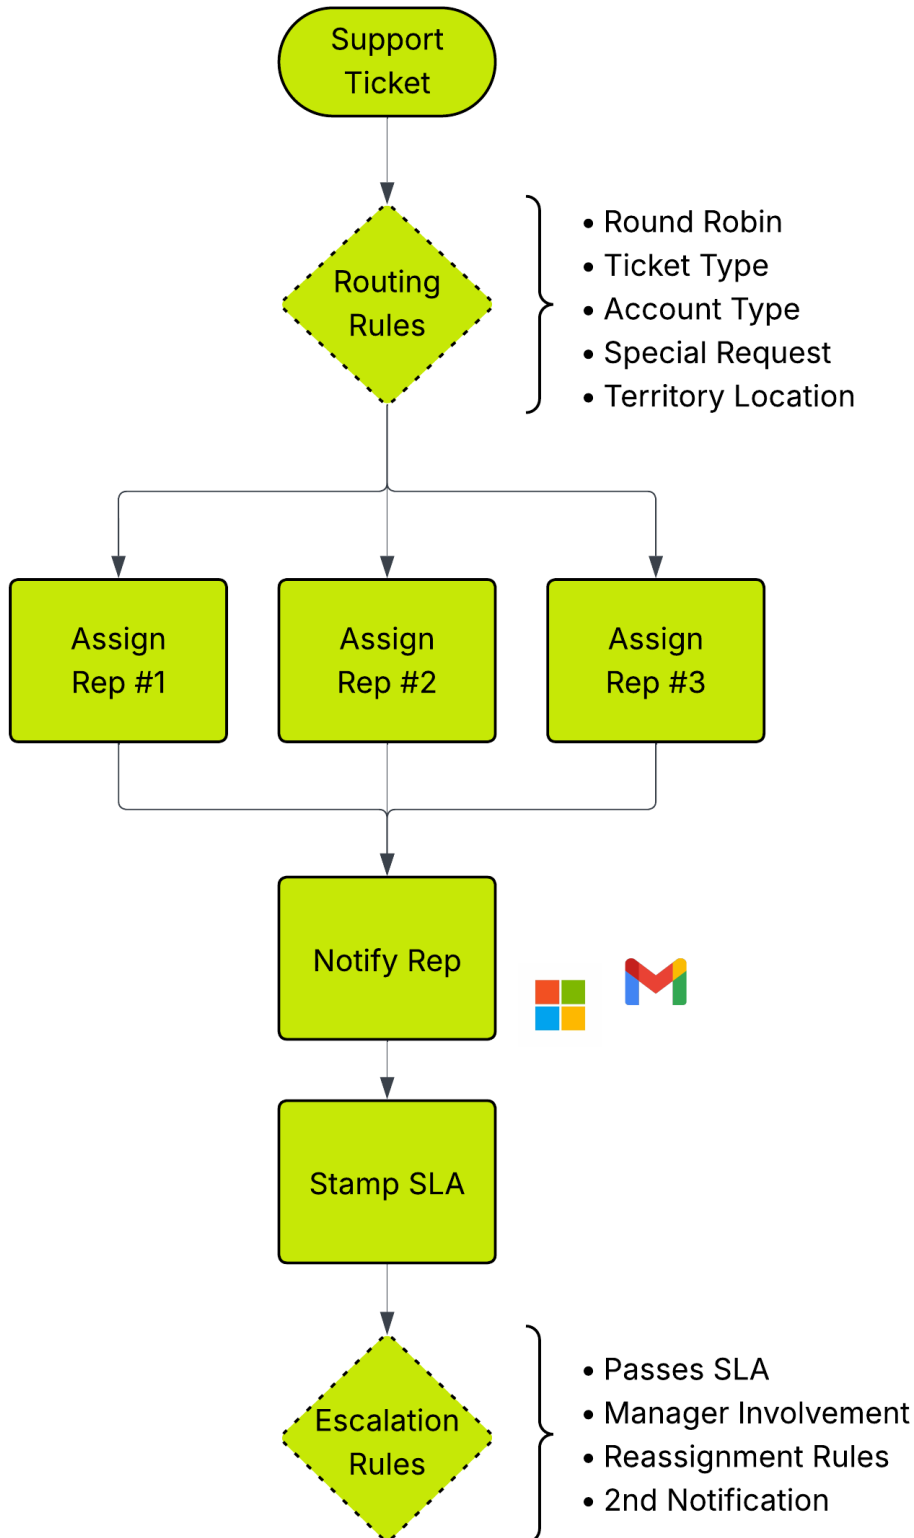 Support
Ticket
Routing
Rules
• Round Robin
• Ticket Type
• Account Type
• Special Request
• Territory Location
Assign
Rep #1
Assign
Rep #2
Assign
Rep #3
Notify Rep
Stamp SLA
Escalation
Rules
• Passes SLA
• Manager Involvement
• Reassignment Rules
• 2nd Notification